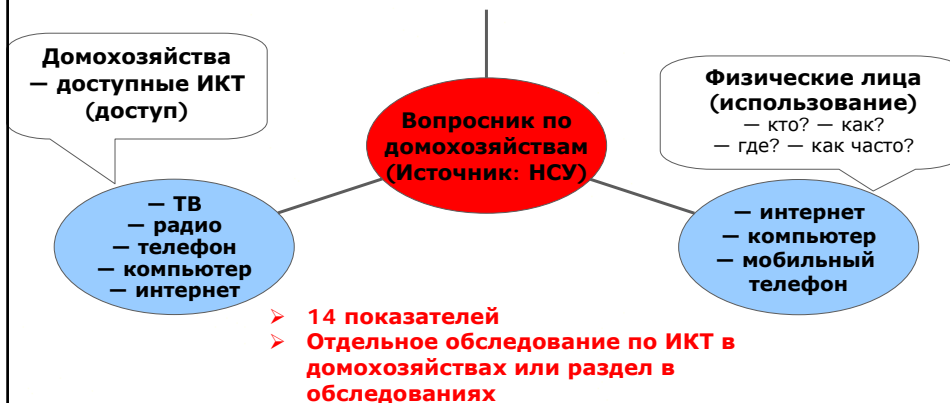 Домохозяйства
— доступные ИКТ
(доступ)
Физические лица
(использование)
— кто? — как?
— где? — как часто?
Вопросник по
домохозяйствам
(Источник: НСУ)
— ТВ
— радио
— телефон
— компьютер
— интернет
— интернет
— компьютер
— мобильный
телефон
➢ 14 показателей
➢ Отдельное обследование по ИКТ в
домохозяйствах или раздел в
обследованиях